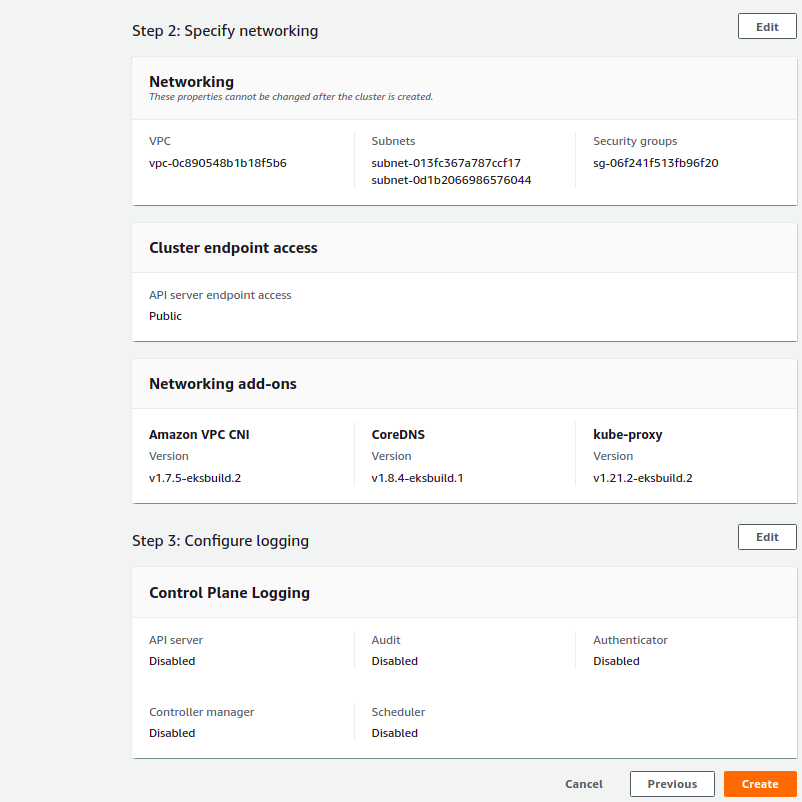 Step 2: Specify networking
Edit
Networking
These properties cannot be changed after the cluster is created.
VPC
vpc-0c890548b1b18f5b6
Subnets
subnet-013fc367a787ccf17
subnet-0d1b2066986576044
Security groups
sg-06f241f513fb96f20
Cluster endpoint access
API server endpoint access
Public
Networking add-ons
Amazon VPC CNI
Version
v1.7.5-eksbuild.2
CoreDNS
Version
v1.8.4-eksbuild.1
kube-proxy
Version
v1.21.2-eksbuild.2
Step 3: Configure logging
Edit
Control Plane Logging
API server
Disabled
Audit
Disabled
Authenticator
Disabled
Controller manager
Disabled
Scheduler
Disabled
Cancel
Previous
Create